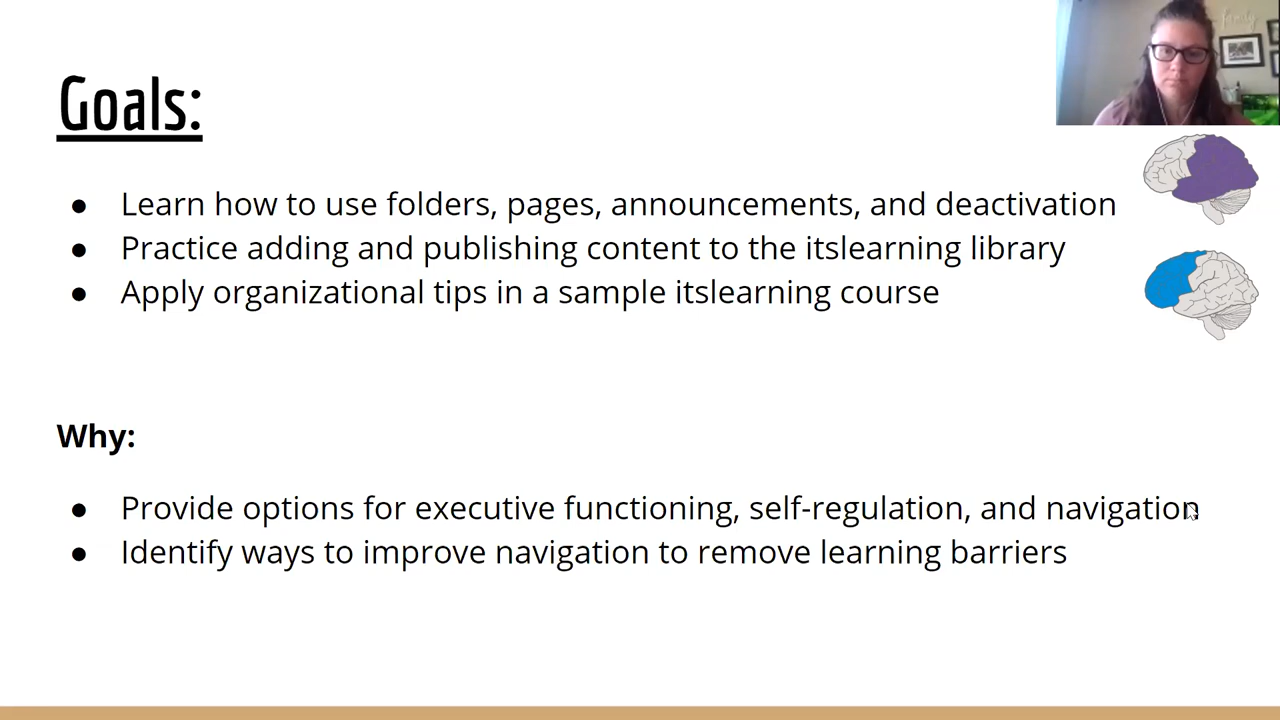 Goals:
● Learn how to use folders, pages, announcements, and deactivation
● Practice adding and publishing content to the itslearning library
● Apply organizational tips in a sample itslearning course
Why:
● Provide options for executive functioning, self-regulation, and navigation
● Identify ways to improve navigation to remove learning barriers